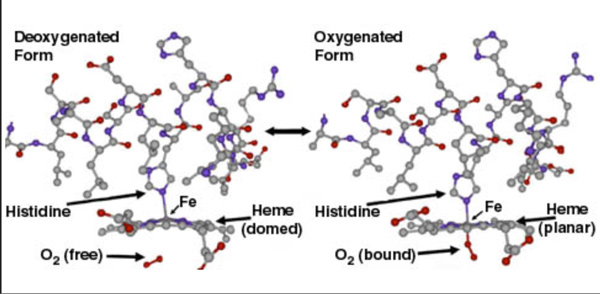 Deoxygenated
Form
Histidine
Fe
Heme
(domed)
O₂ (free)
Oxygenated
Form
Histidine
Fe
Heme
(planar)
O₂ (bound)